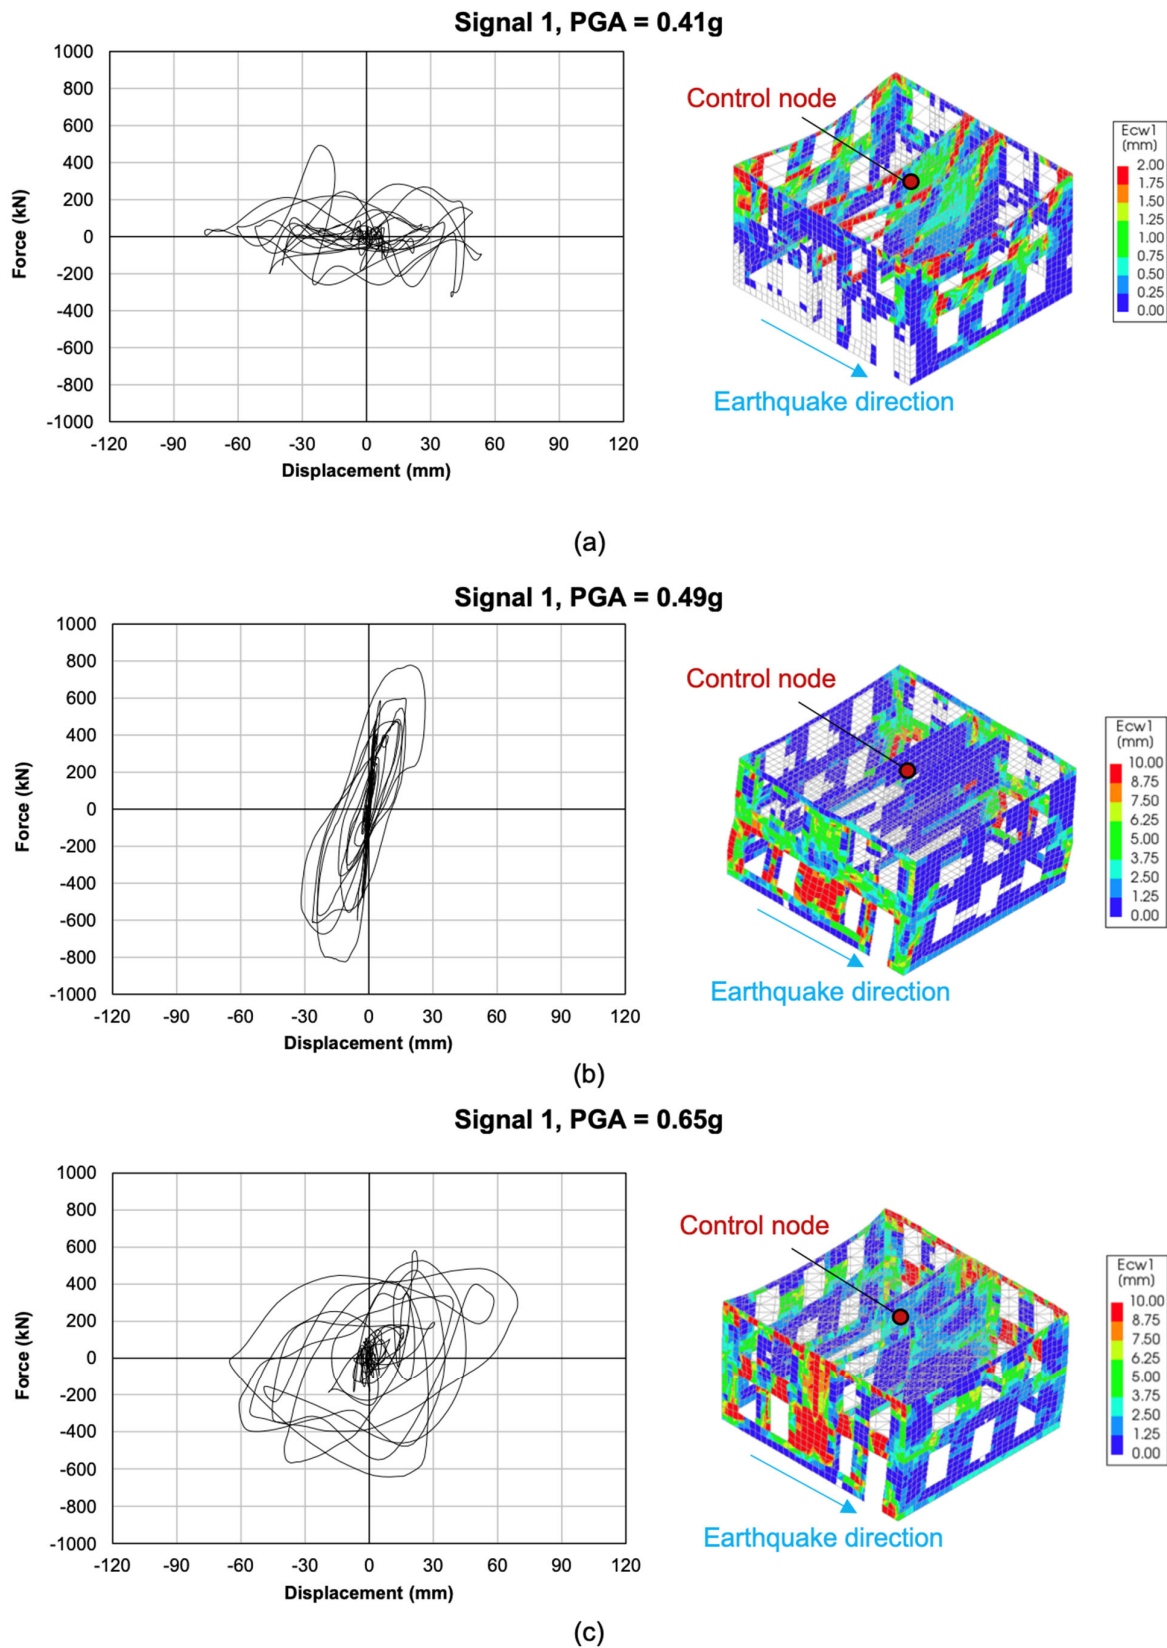 Signal 1, PGA = 0.41g
1000
800
600
400
200
0
-200
-400
-600
-800
-1000
Force (kN)
-120 -90 -60 -30 0 30 60 90 120
Displacement (mm)
Control node
Earthquake direction
Ecw1
(mm)
2.00
1.75
1.50
1.25
1.00
0.75
0.50
0.25
0.00
(a)
Signal 1, PGA = 0.49g
1000
800
600
400
200
0
-200
-400
-600
-800
-1000
Force (kN)
-120 -90 -60 -30 0 30 60 90 120
Displacement (mm)
Control node
Earthquake direction
Ecw1
(mm)
10.00
8.75
7.50
6.25
5.00
3.75
2.50
1.25
0.00
(b)
Signal 1, PGA = 0.65g
1000
800
600
400
200
0
-200
-400
-600
-800
-1000
Force (kN)
-120 -90 -60 -30 0 30 60 90 120
Displacement (mm)
Control node
Earthquake direction
Ecw1
(mm)
10.00
8.75
7.50
6.25
5.00
3.75
2.50
1.25
0.00
(c)